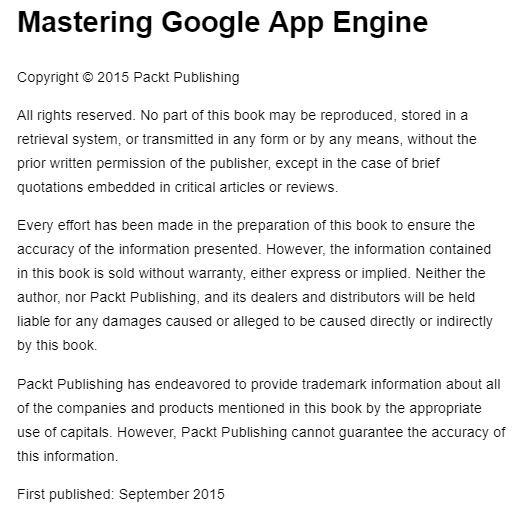 Mastering Google App Engine
Copyright © 2015 Packt Publishing
All rights reserved. No part of this book may be reproduced, stored in a
retrieval system, or transmitted in any form or by any means, without the
prior written permission of the publisher, except in the case of brief
quotations embedded in critical articles or reviews.
Every effort has been made in the preparation of this book to ensure the
accuracy of the information presented. However, the information contained
in this book is sold without warranty, either express or implied. Neither the
author, nor Packt Publishing, and its dealers and distributors will be held
liable for any damages caused or alleged to be caused directly or indirectly
by this book.
Packt Publishing has endeavored to provide trademark information about all
of the companies and products mentioned in this book by the appropriate
use of capitals. However, Packt Publishing cannot guarantee the accuracy of
this information.
First published: September 2015